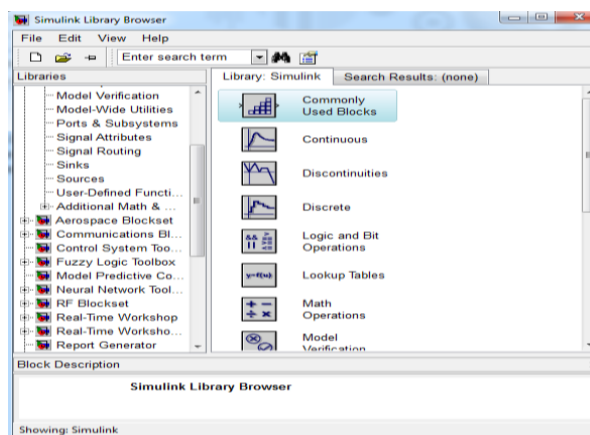 Simulink Library Browser
File Edit View Help
Enter search term
Libraries
Library: Simulink
Search Results: (none)
Model Verification
Model-Wide Utilities
Ports & Subsystems
Signal Attributes
Signal Routing
Sinks
Sources
User-Defined Functi...
Additional Math & ...
Aerospace Blockset
Communications Bl...
Control System Too...
Fuzzy Logic Toolbox
Model Predictive Co...
Neural Network Tool...
RF Blockset
Real-Time Workshop
Real-Time Worksho...
Report Generator
Commonly
Used Blocks
Continuous
Discontinuities
Discrete
Logic and Bit
Operations
y=f(u)
Lookup Tables
Math
Operations
Model
Verification
Block Description
Simulink Library Browser
Showing: Simulink